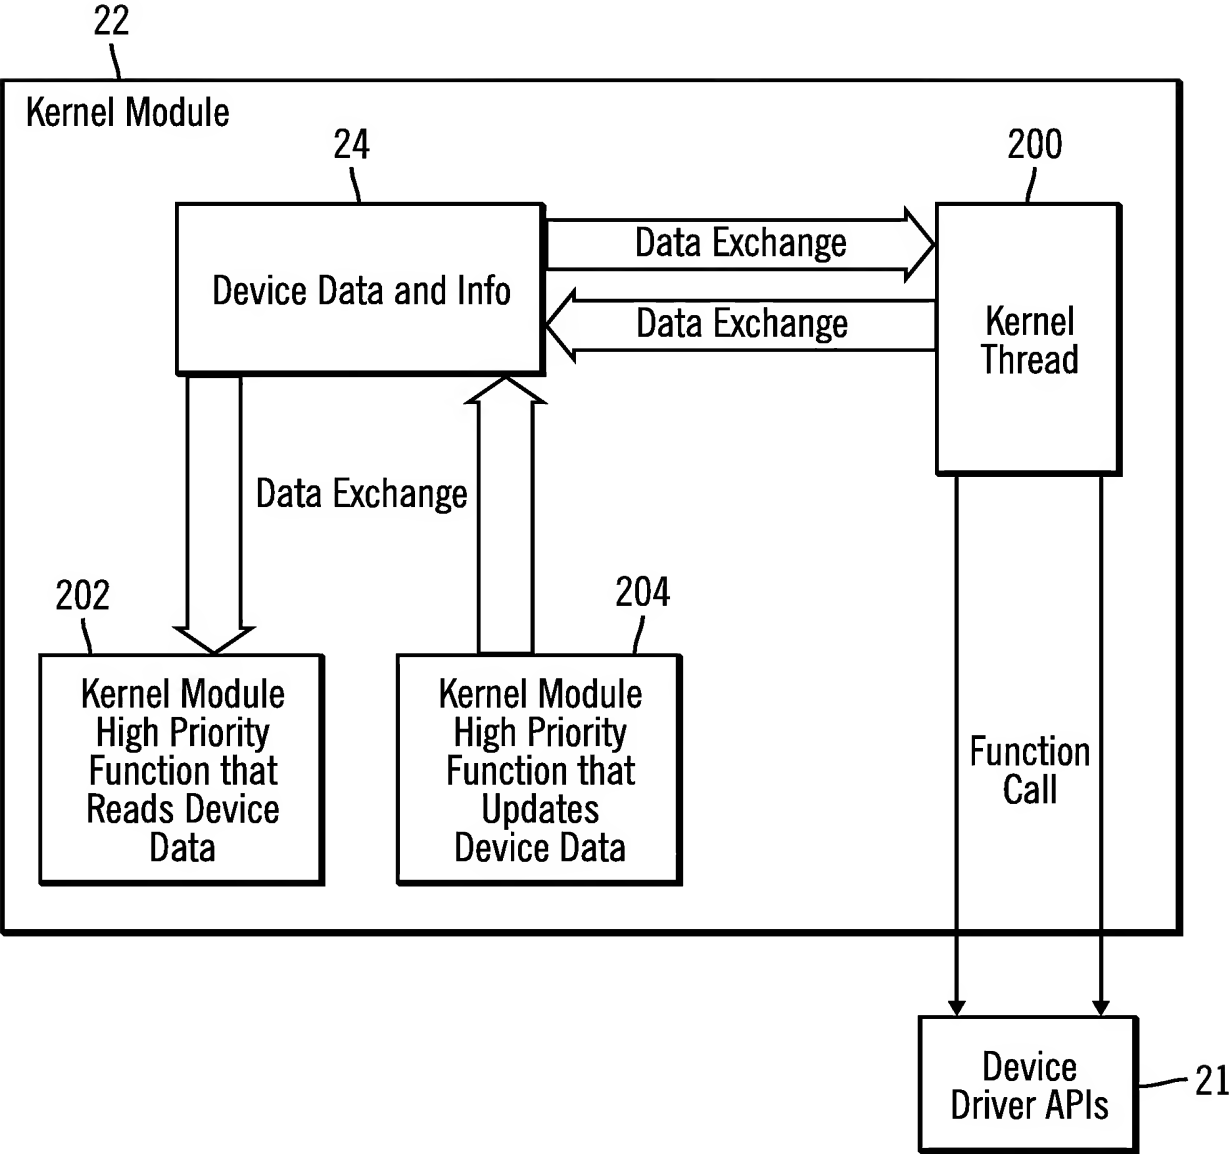 22
Kernel Module
24
200
Device Data and Info
Data Exchange
Data Exchange
Kernel
Thread
Data Exchange
202
204
Kernel Module
High Priority
Function that
Reads Device
Data
Kernel Module
High Priority
Function that
Updates
Device Data
Function
Call
Device
Driver APIs
21